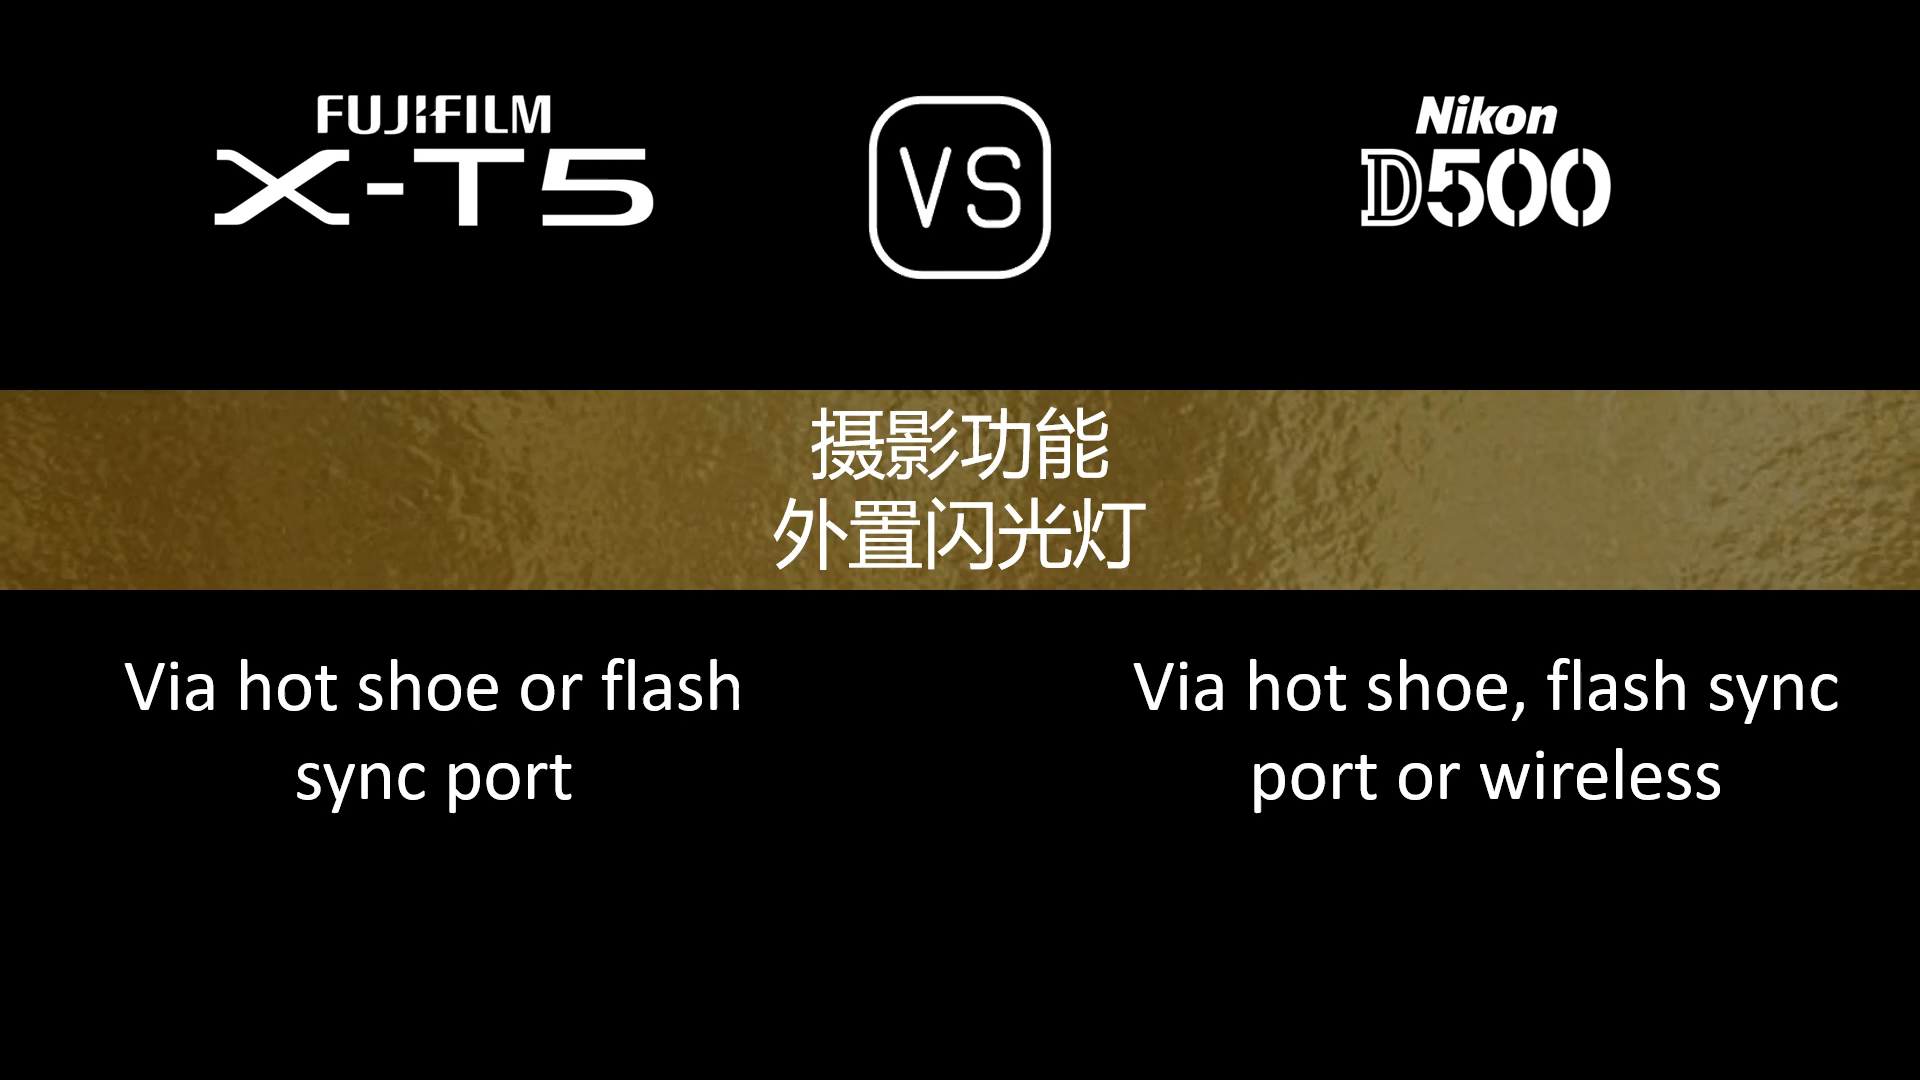 FUJIFILM
X-T5
VS
Nikon
D500
摄影功能
外置闪光灯
Via hot shoe or flash
sync port
Via hot shoe, flash sync
port or wireless